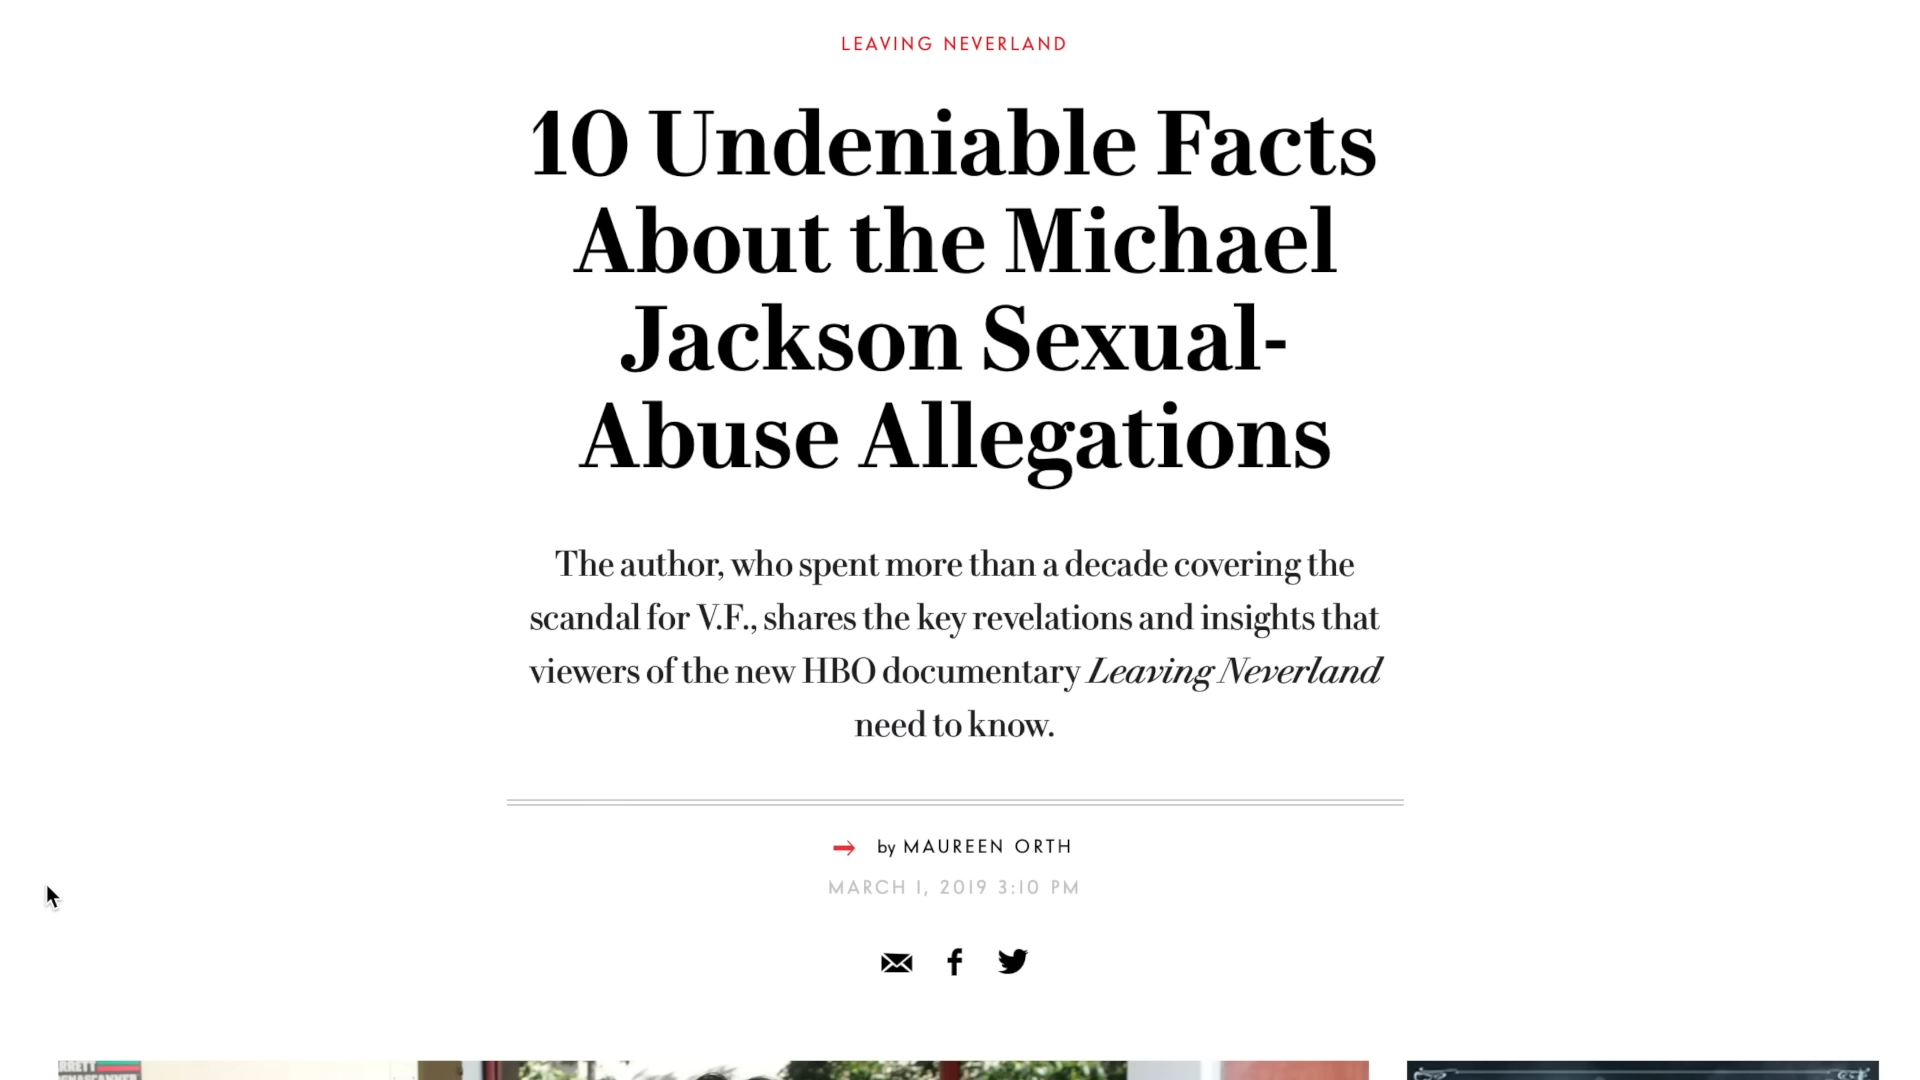 LEAVING NEVERLAND
10 Undeniable Facts
About the Michael
Jackson Sexual-
Abuse Allegations
The author, who spent more than a decade covering the
scandal for V.F., shares the key revelations and insights that
viewers of the new HBO documentary Leaving Neverland
need to know.
by MAUREEN ORTH
MARCH 1, 2019 3:10 PM